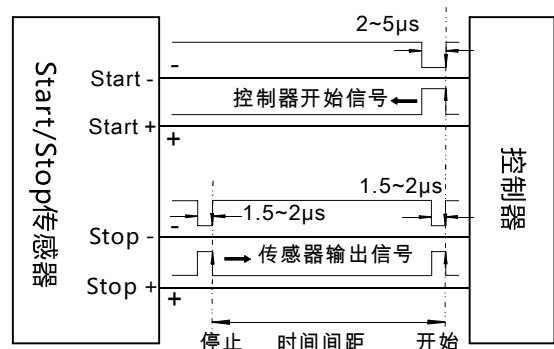 2~5μs
-
Start -
控制器开始信号
Start +
+
Start/Stop传感器
控制器
1.5~2μs
1.5~2μs
-
Stop -
传感器输出信号
Stop +
+
停止
时间间距
开始